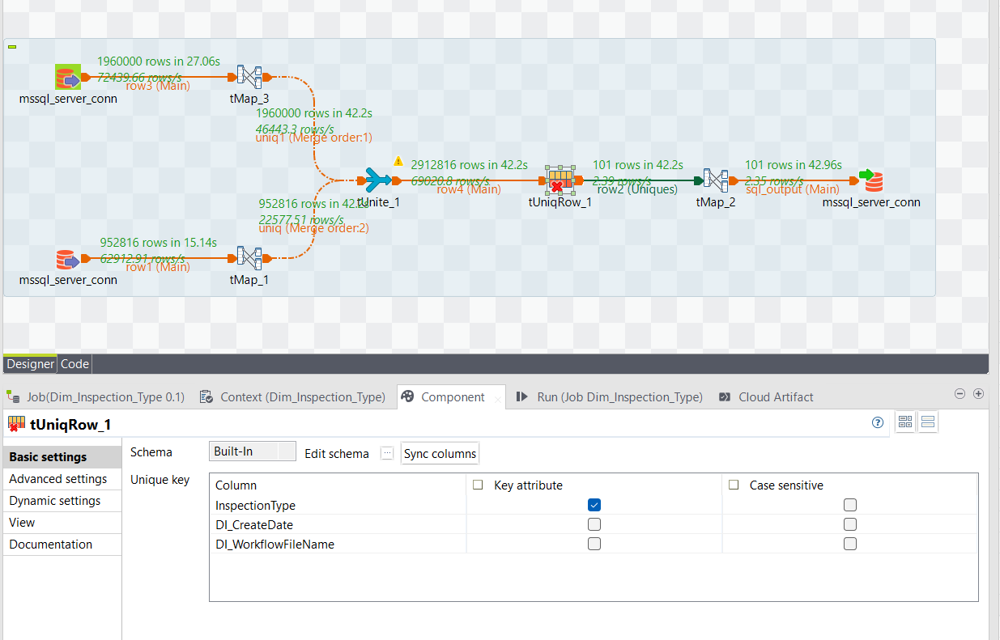 1960000 rows in 27.06s
72439.66 rows/s
row3 (Main)
mssql_server_conn
tMap_3
1960000 rows in 42.2s
46443.3 rows/s
uniq1 (Merge order:1)
2912816 rows in 42.2s
69020.8 rows/s
row4 (Main)
101 rows in 42.2s
2.39 rows/s
row2 (Uniques)
101 rows in 42.96s
2.35 rows/s
sql_output (Main)
tUnite_1
tUniqRow_1
tMap_2
mssql_server_conn
952816 rows in 42.2s
22577.51 rows/s
uniq (Merge order:2)
952816 rows in 15.14s
62912.91 rows/s
row1 (Main)
mssql_server_conn
tMap_1
Designer Code
Job(Dim_Inspection_Type 0.1) Context (Dim_Inspection_Type) Component Run (Job Dim_Inspection_Type) Cloud Artifact
tUniqRow_1
Basic settings
Advanced settings
Dynamic settings
View
Documentation
Schema Built-In Edit schema ... Sync columns
Unique key
Column Key attribute Case sensitive
InspectionType
DI_CreateDate
DI_WorkflowFileName